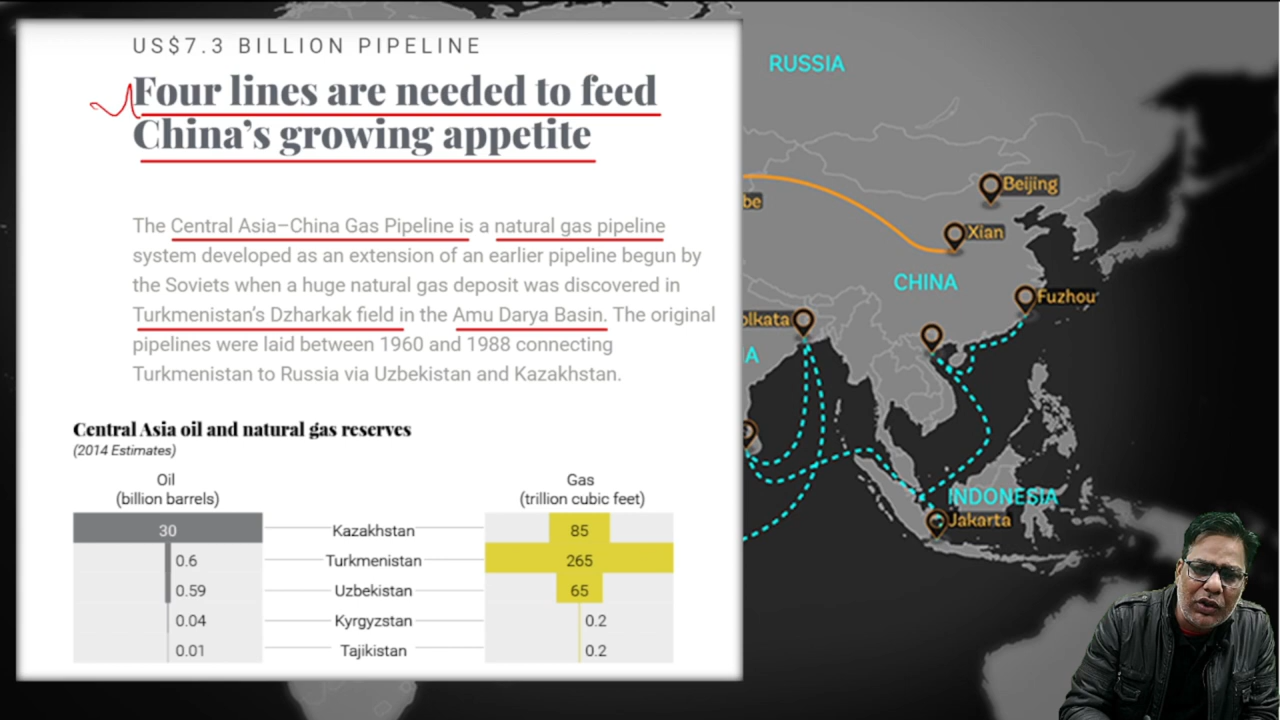 US$7.3 BILLION PIPELINE
Four lines are needed to feed
China’s growing appetite
The Central Asia–China Gas Pipeline is a natural gas pipeline
system developed as an extension of an earlier pipeline begun by
the Soviets when a huge natural gas deposit was discovered in
Turkmenistan’s Dzharkak field in the Amu Darya Basin. The original
pipelines were laid between 1960 and 1988 connecting
Turkmenistan to Russia via Uzbekistan and Kazakhstan.
Central Asia oil and natural gas reserves
(2014 Estimates)
Oil
(billion barrels)
Gas
(trillion cubic feet)
30 Kazakhstan 85
0.6 Turkmenistan 265
0.59 Uzbekistan 65
0.04 Kyrgyzstan 0.2
0.01 Tajikistan 0.2
RUSSIA
Beijing
be
Xian
CHINA
Fuzhou
olkata
A
INDONESIA
Jakarta